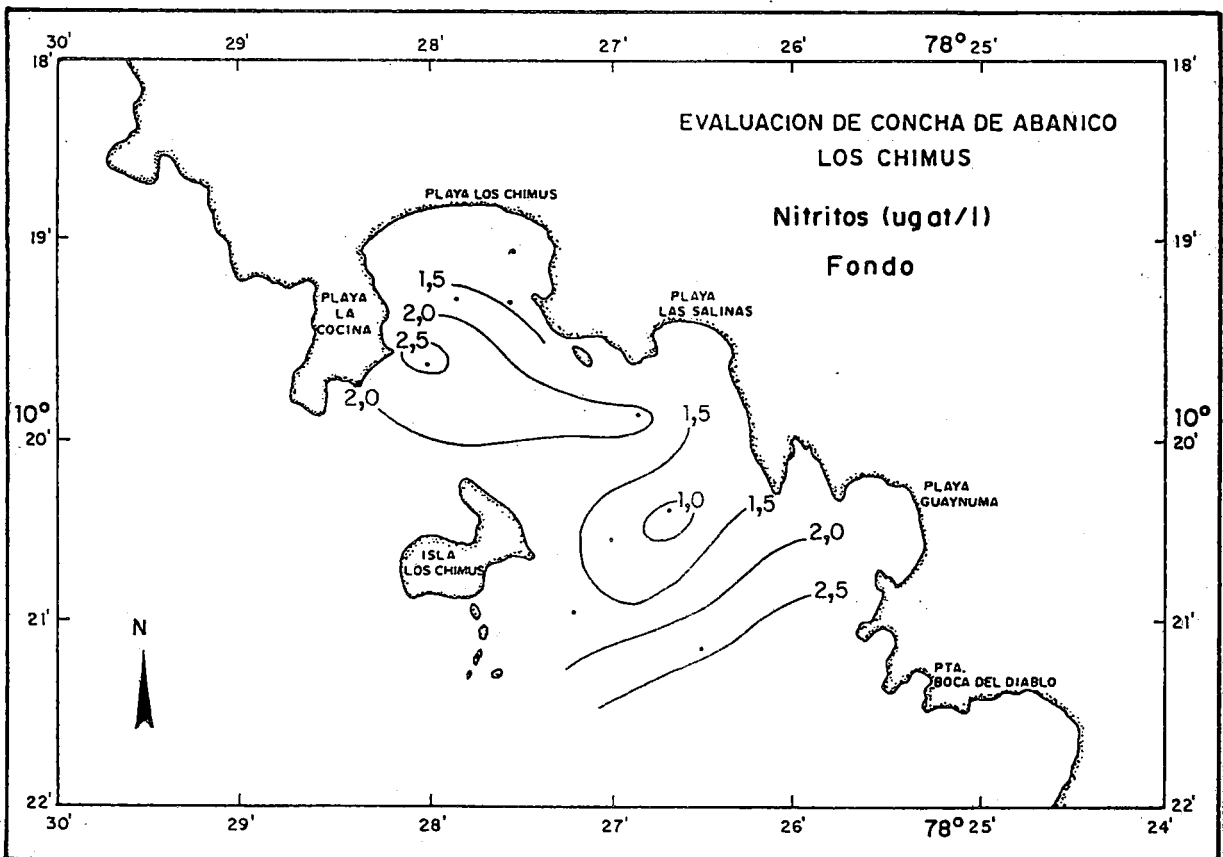 30'
29'
28'
27'
26'
78° 25'
18'
18'
EVALUACION DE CONCHA DE ABANICO
LOS CHIMUS
Nitritos (ug at/l)
Fondo
PLAYA LOS CHIMUS
19'
19'
1,5
2,0
2,5
2,0
PLAYA
LA
COCINA
PLAYA
LAS SALINAS
10°
20'
10°
20'
1,5
1,0
1,5
2,0
2,5
PLAYA
GUAYNUMA
ISLA
LOS CHIMUS
21'
21'
N
PTA.
BOCA DEL DIABLO
22'
22'
30'
29'
28'
27'
26'
78° 25'
24'